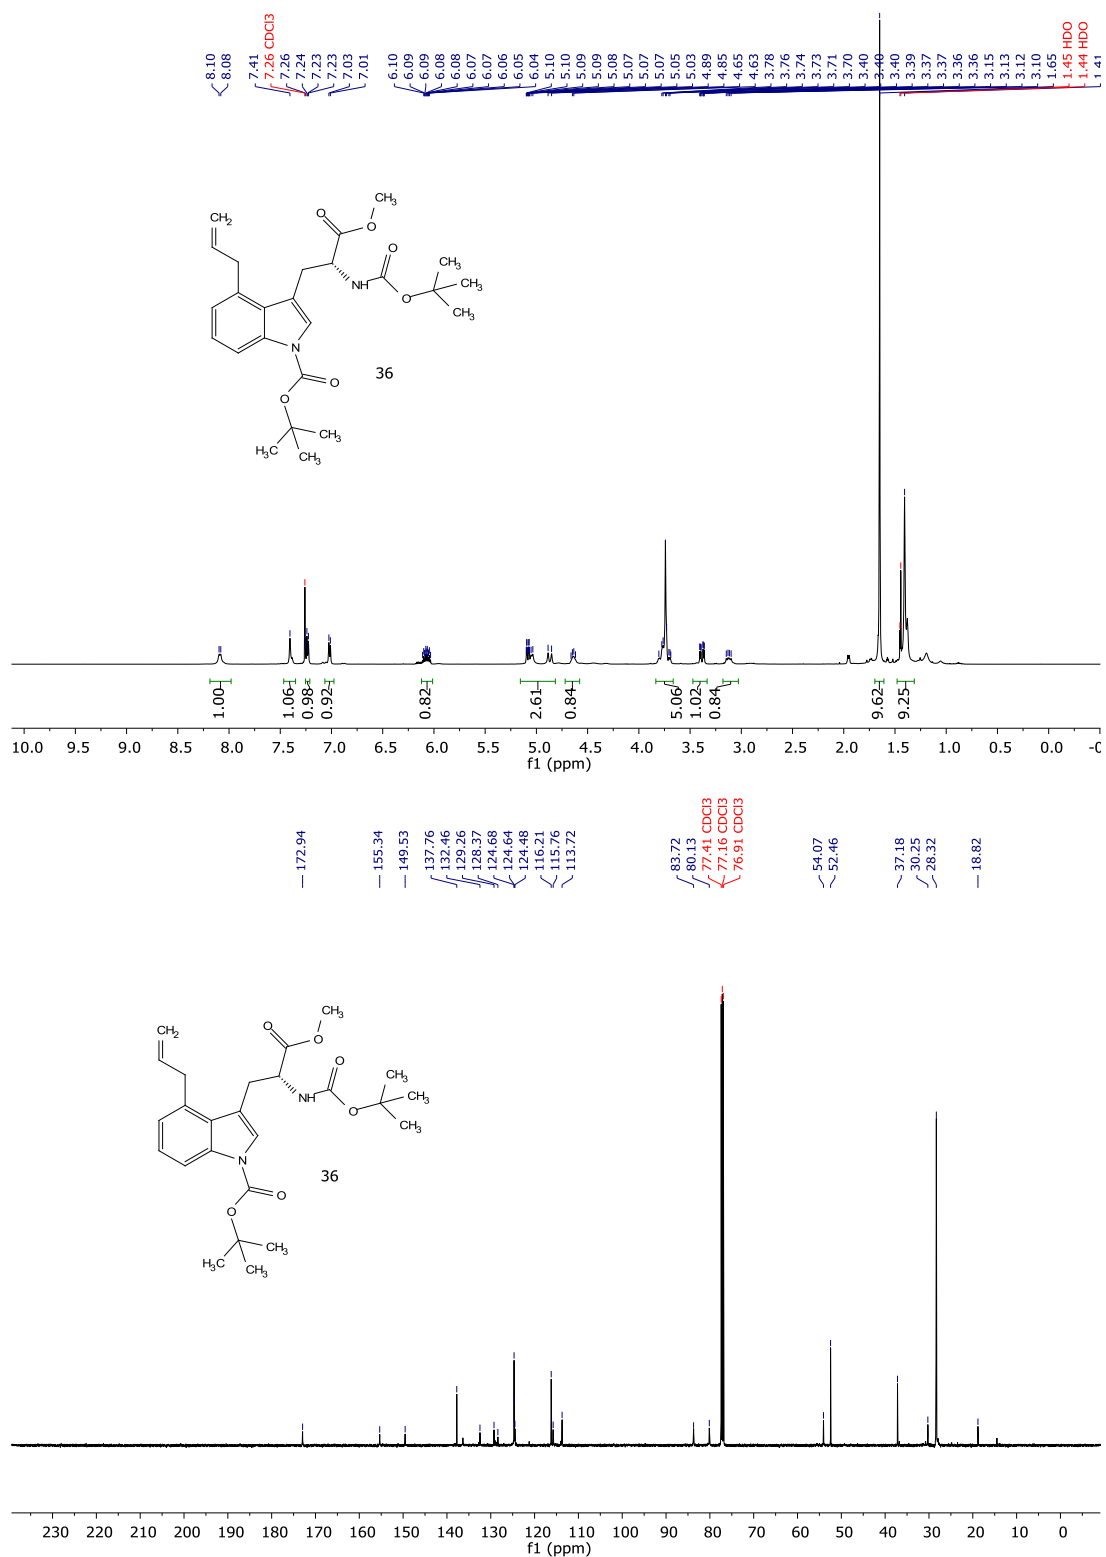 8.10
8.08
7.41
7.26 CDCl3
7.26
7.24
7.23
7.23
7.03
7.01
6.10
6.09
6.09
6.08
6.08
6.07
6.07
6.06
6.05
6.04
5.10
5.10
5.09
5.09
5.08
5.07
5.07
5.07
5.05
5.03
4.89
4.85
4.65
4.63
3.78
3.76
3.74
3.73
3.71
3.70
3.40
3.40
3.40
3.39
3.37
3.37
3.36
3.36
3.15
3.13
3.12
3.10
1.65
1.45 HDO
1.44 HDO
1.41
CH2
O
CH3
O
O
CH3
NH
O
CH3
CH3
N
36
O
O
CH3
H3C
CH3
1.00
1.06
0.98
0.92
0.82
2.61
0.84
5.06
1.02
0.84
9.62
9.25
10.0 9.5 9.0 8.5 8.0 7.5 7.0 6.5 6.0 5.5 5.0 4.5 4.0 3.5 3.0 2.5 2.0 1.5 1.0 0.5 0.0 -0
f1 (ppm)
172.94
155.34
149.53
137.76
132.46
129.26
128.37
124.68
124.64
124.48
116.21
115.76
113.72
83.72
80.13
77.41 CDCl3
77.16 CDCl3
76.91 CDCl3
54.07
52.46
37.18
30.25
28.32
18.82
CH2
O
CH3
O
O
CH3
NH
O
CH3
CH3
N
36
O
O
CH3
H3C
CH3
230 220 210 200 190 180 170 160 150 140 130 120 110 100 90 80 70 60 50 40 30 20 10 0
f1 (ppm)